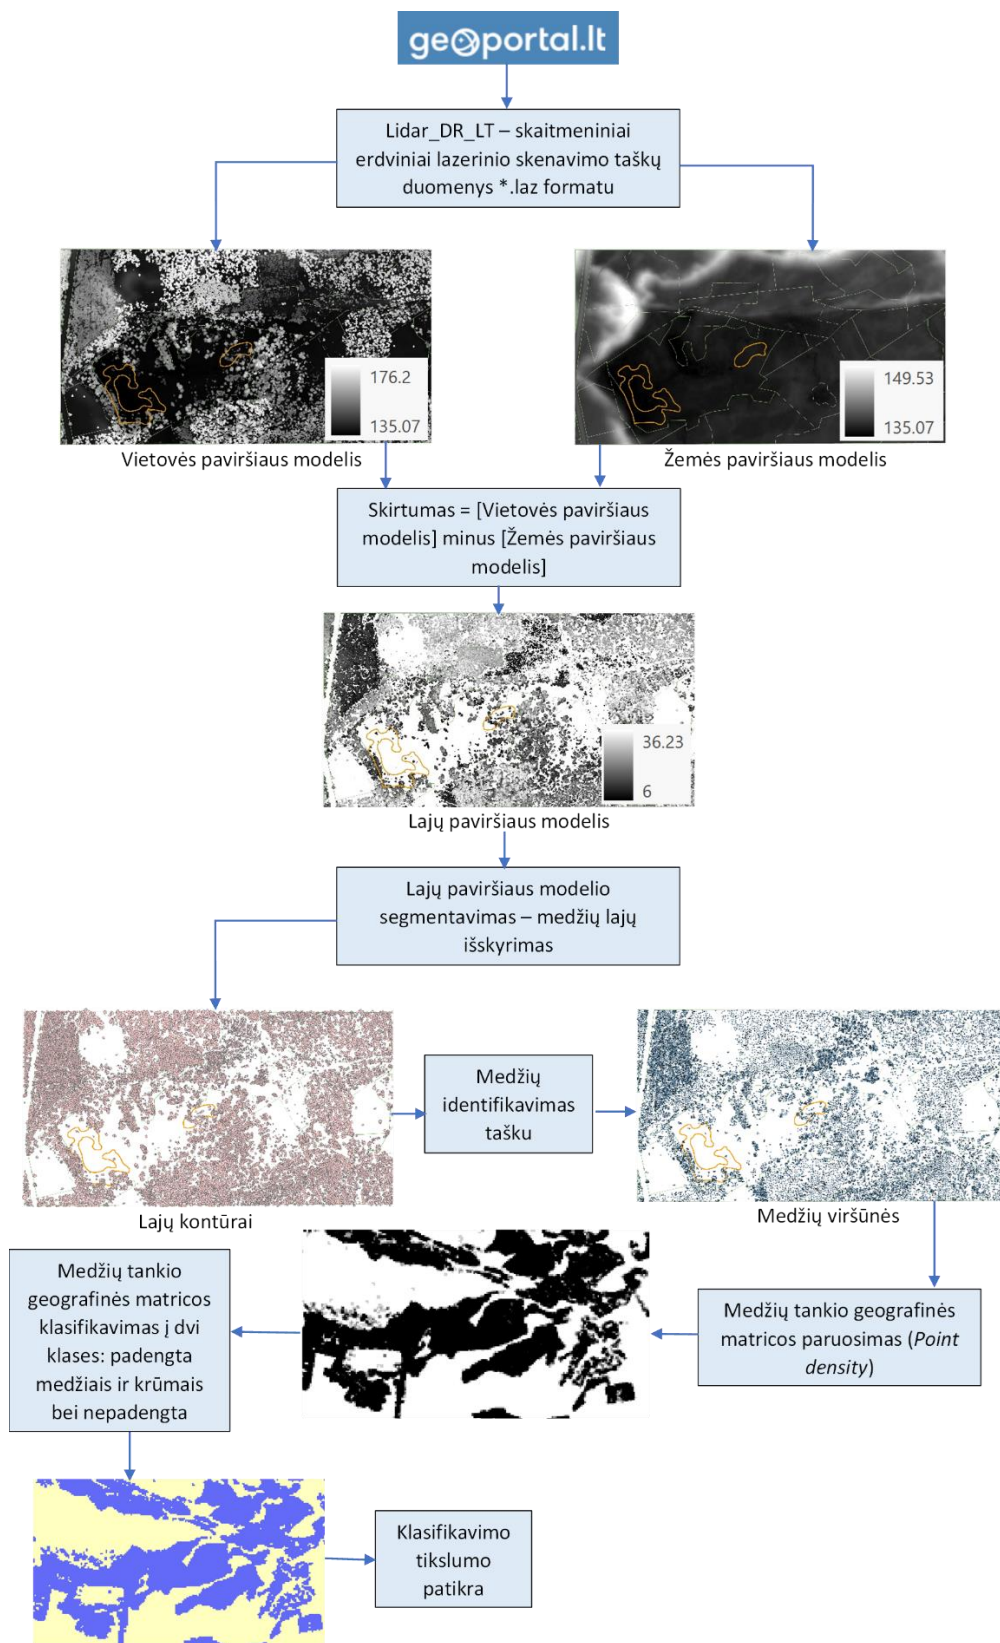 geoportal.lt
Lidar_DR_LT – skaitmeniniai
erdviniai lazerinio skenavimo taškų
duomenys *.laz formatu
176.2
135.07
Vietovės paviršiaus modelis
149.53
135.07
Žemės paviršiaus modelis
Skirtumas = [Vietovės paviršiaus
modelis] minus [Žemės paviršiaus
modelis]
36.23
6
Lajų paviršiaus modelis
Lajų paviršiaus modelio
segmentavimas – medžių lajų
išskyrimas
Lajų kontūrai
Medžių
identifikavimas
tašku
Medžių viršūnės
Medžių tankio
geografinės matricos
klasifikavimas į dvi
klases: padengta
medžiais ir krūmais
bei nepadengta
Medžių tankio geografinės
matricos paruosimas (Point
density)
Klasifikavimo
tikslumo
patikra